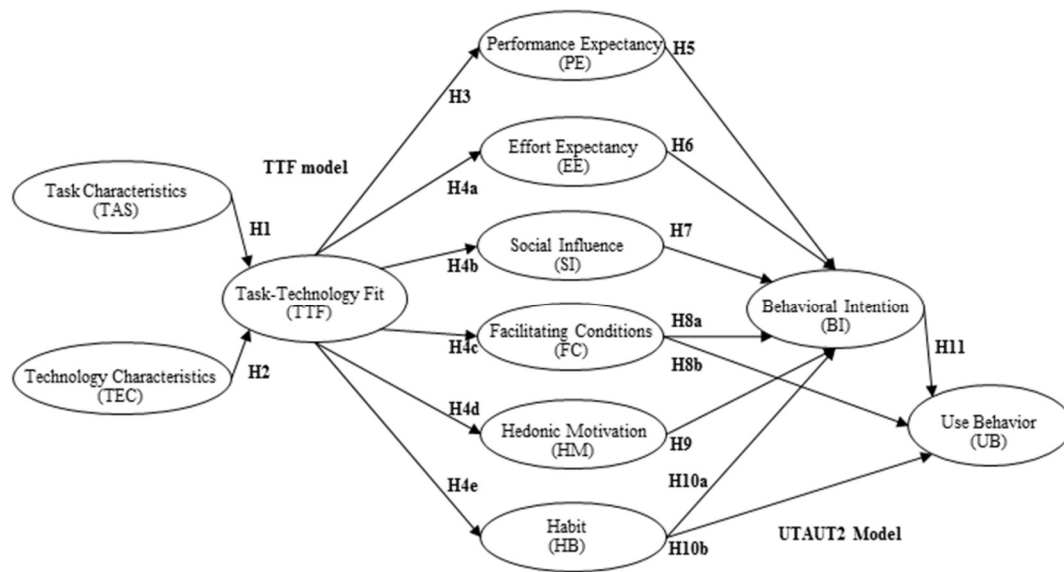 Performance Expectancy
(PE)
H5
H3
Effort Expectancy
(EE)
H6
TTF model
H4a
Task Characteristics
(TAS)
H1
Social Influence
(SI)
H7
H4b
Task-Technology Fit
(TTF)
Behavioral Intention
(BI)
Facilitating Conditions
(FC)
H8a
H4c
H8b
H11
H2
Technology Characteristics
(TEC)
H4d
Hedonic Motivation
(HM)
H9
Use Behavior
(UB)
H4e
H10a
Habit
(HB)
H10b
UTAUT2 Model